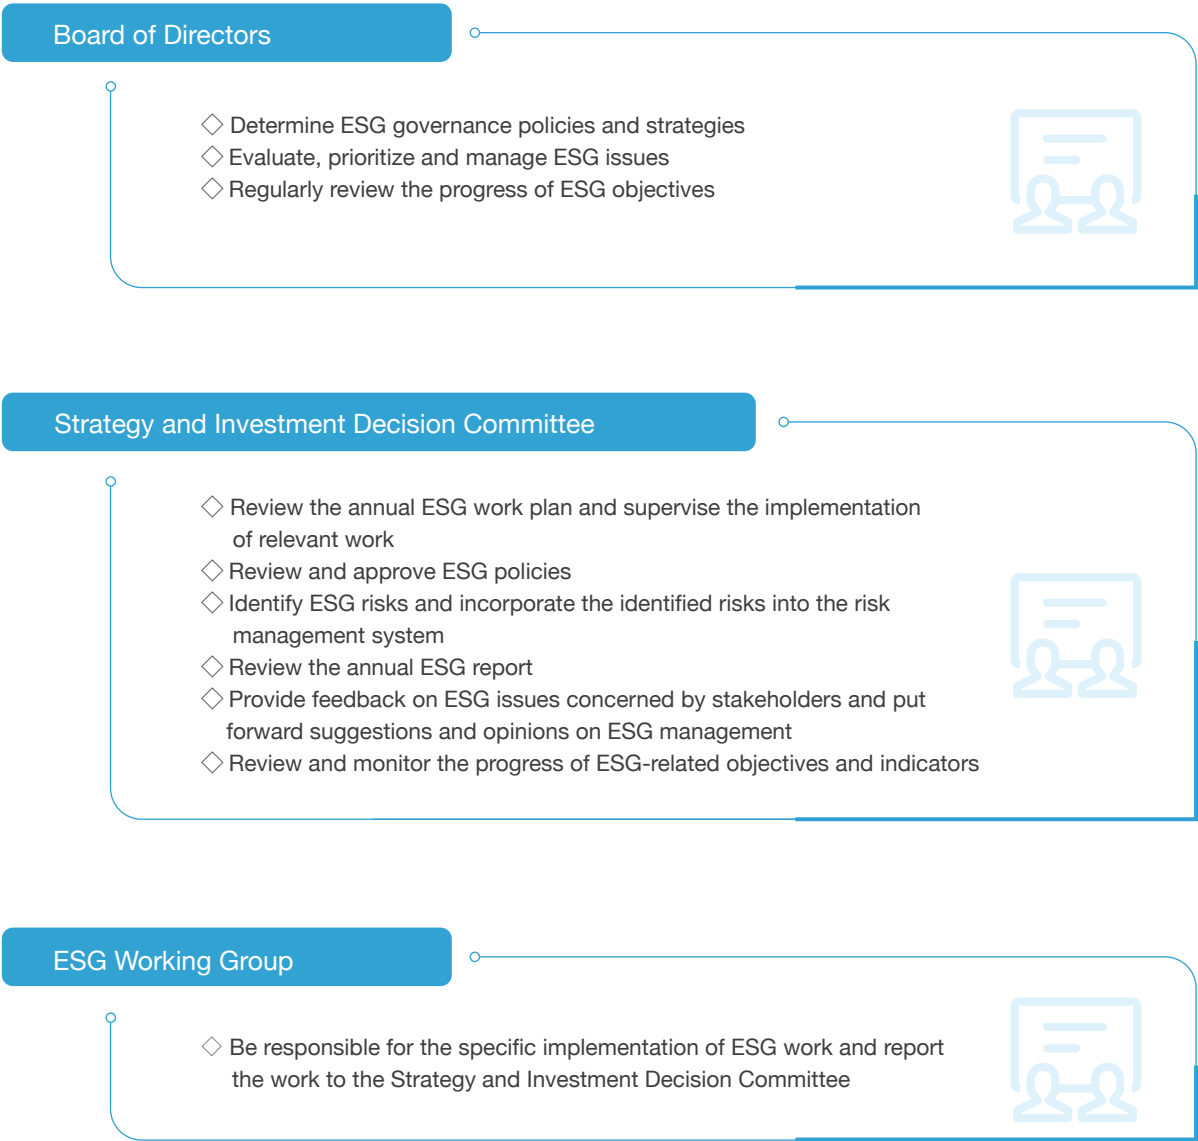 Board of Directors
◇ Determine ESG governance policies and strategies
◇ Evaluate, prioritize and manage ESG issues
◇ Regularly review the progress of ESG objectives
Strategy and Investment Decision Committee
◇ Review the annual ESG work plan and supervise the implementation
of relevant work
◇ Review and approve ESG policies
◇ Identify ESG risks and incorporate the identified risks into the risk
management system
◇ Review the annual ESG report
◇ Provide feedback on ESG issues concerned by stakeholders and put
forward suggestions and opinions on ESG management
◇ Review and monitor the progress of ESG-related objectives and indicators
ESG Working Group
◇ Be responsible for the specific implementation of ESG work and report
the work to the Strategy and Investment Decision Committee